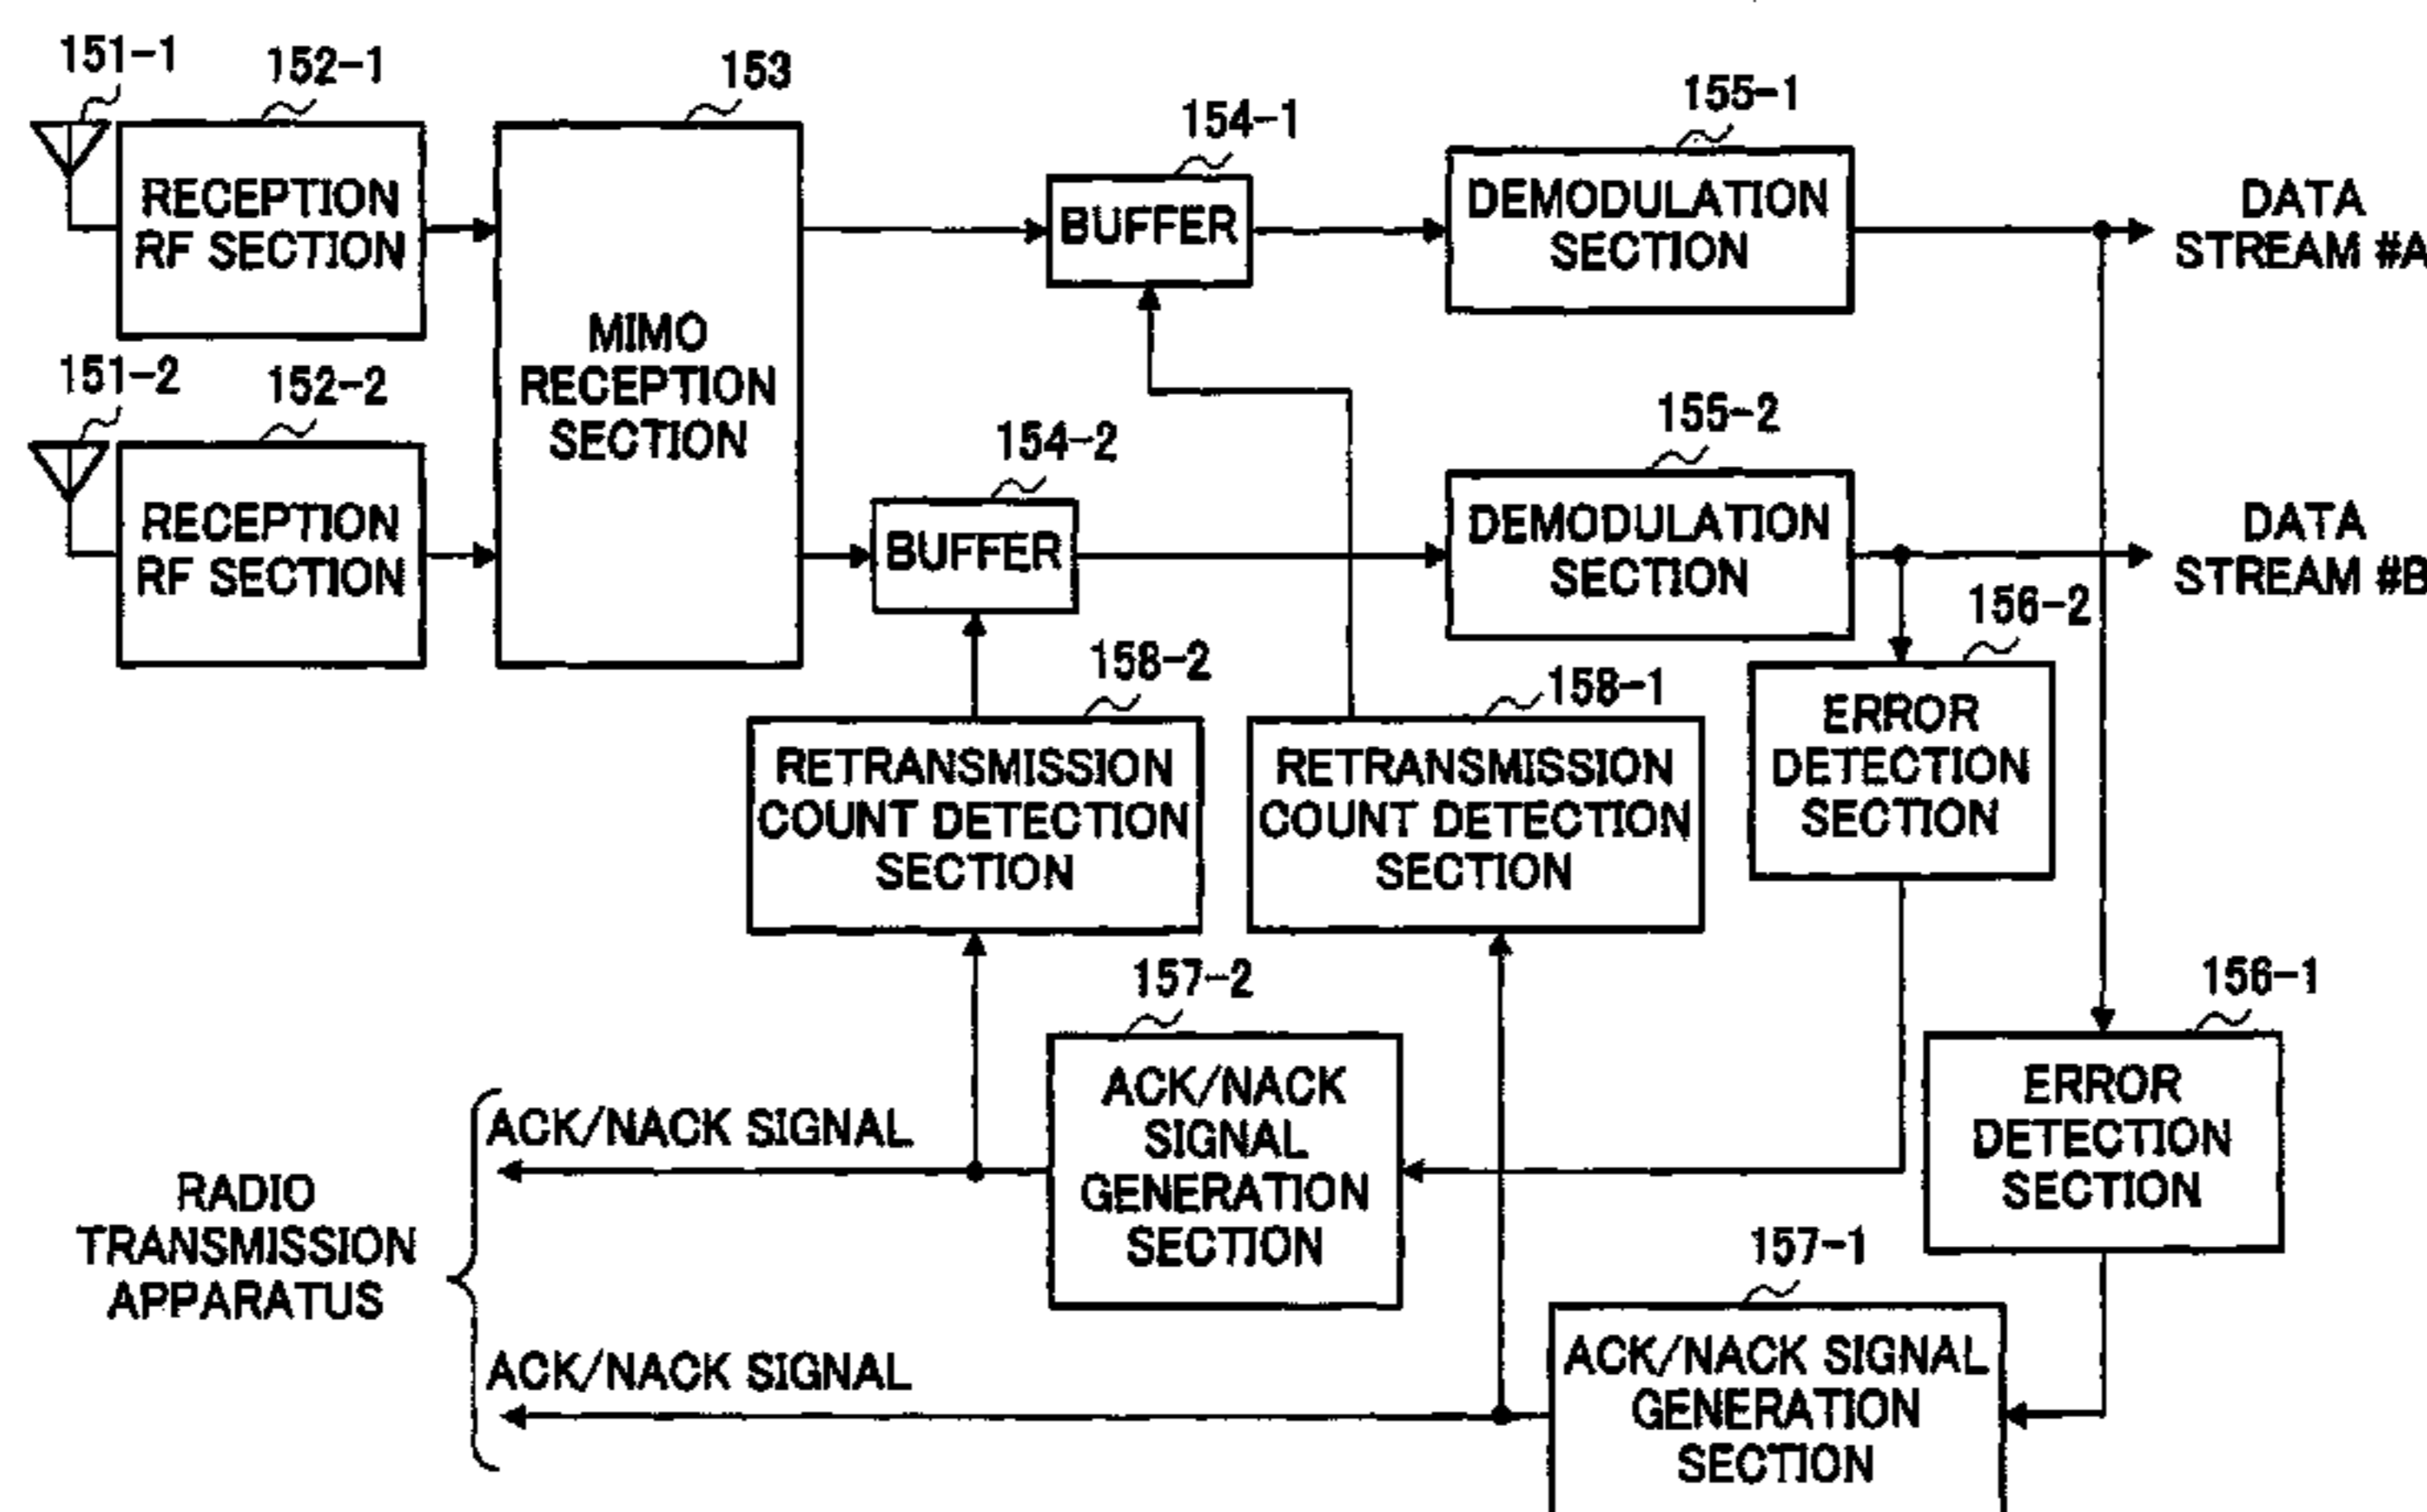 151-1
152-1
153
154-1
155-1
RECEPTION
RF SECTION
MIMO
RECEPTION
SECTION
BUFFER
DEMODULATION
SECTION
DATA
STREAM #A
151-2
152-2
154-2
155-2
RECEPTION
RF SECTION
BUFFER
DEMODULATION
SECTION
DATA
STREAM #B
156-2
158-2
158-1
RETRANSMISSION
COUNT DETECTION
SECTION
RETRANSMISSION
COUNT DETECTION
SECTION
ERROR
DETECTION
SECTION
157-2
156-1
ACK/NACK SIGNAL
ACK/NACK
SIGNAL
GENERATION
SECTION
ERROR
DETECTION
SECTION
RADIO
TRANSMISSION
APPARATUS
157-1
ACK/NACK SIGNAL
ACK/NACK SIGNAL
GENERATION
SECTION